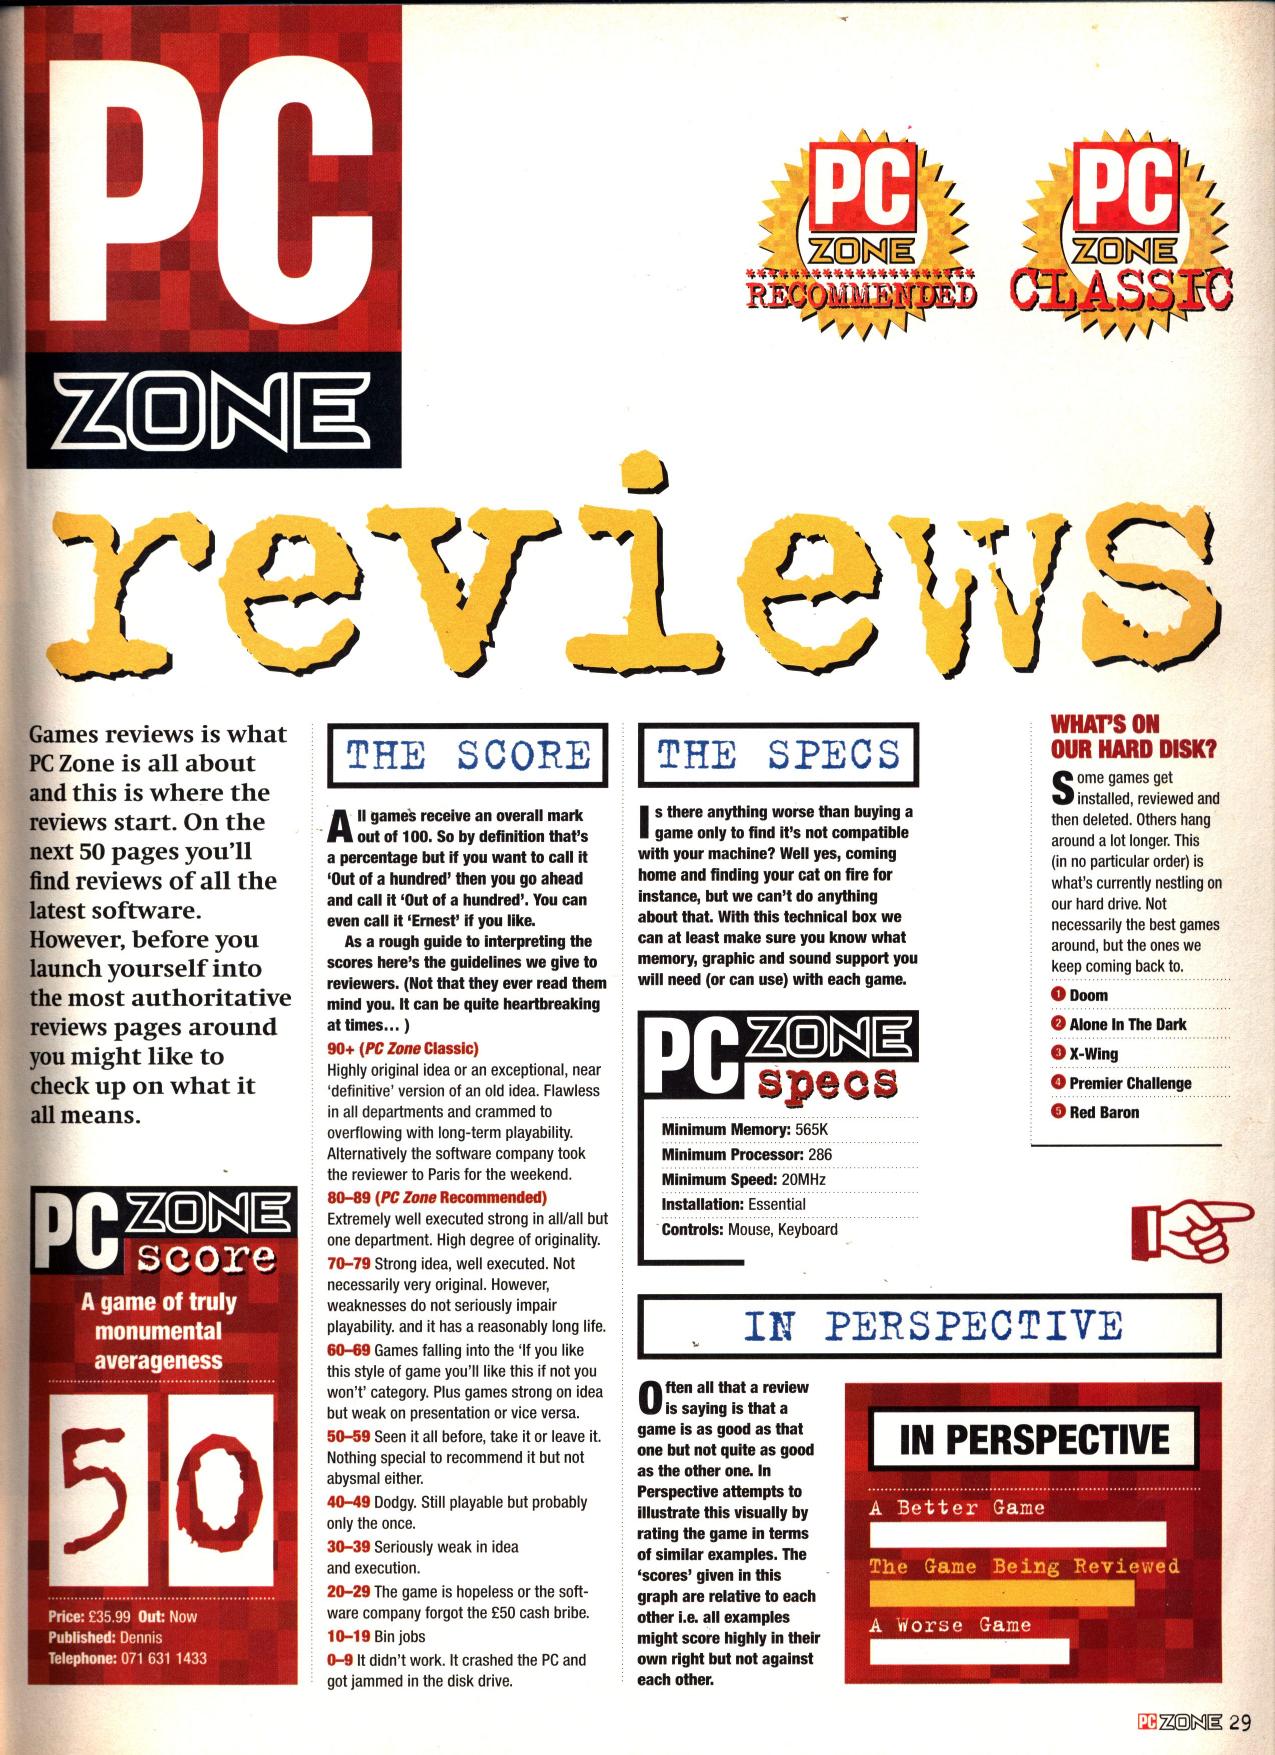 PC
ZONE
PC
ZONE
RECOMMENDED
PC
ZONE
CLASSIC
reviews
Games reviews is what
PC Zone is all about
and this is where the
reviews start. On the
next 50 pages you'll
find reviews of all the
latest software.
However, before you
launch yourself into
the most authoritative
reviews pages around
you might like to
check up on what it
all means.
PC ZONE
score
A game of truly
monumental
averageness
50
Price: £35.99 Out: Now
Published: Dennis
Telephone: 071 631 1433
THE SCORE
All games receive an overall mark
out of 100. So by definition that's
a percentage but if you want to call it
‘Out of a hundred’ then you go ahead
and call it ‘Out of a hundred’. You can
even call it ‘Ernest’ if you like.
As a rough guide to interpreting the
scores here's the guidelines we give to
reviewers. (Not that they ever read them
mind you. It can be quite heartbreaking
at times... )
90+ (PC Zone Classic)
Highly original idea or an exceptional, near
‘definitive’ version of an old idea. Flawless
in all departments and crammed to
overflowing with long-term playability.
Alternatively the software company took
the reviewer to Paris for the weekend.
80–89 (PC Zone Recommended)
Extremely well executed strong in all/all but
one department. High degree of originality.
70–79 Strong idea, well executed. Not
necessarily very original. However,
weaknesses do not seriously impair
playability. and it has a reasonably long life.
60–69 Games falling into the ‘If you like
this style of game you'll like this if not you
won't’ category. Plus games strong on idea
but weak on presentation or vice versa.
50–59 Seen it all before, take it or leave it.
Nothing special to recommend it but not
abysmal either.
40–49 Dodgy. Still playable but probably
only the once.
30–39 Seriously weak in idea
and execution.
20–29 The game is hopeless or the soft-
ware company forgot the £50 cash bribe.
10–19 Bin jobs
0–9 It didn't work. It crashed the PC and
got jammed in the disk drive.
THE SPECS
Is there anything worse than buying a
game only to find it's not compatible
with your machine? Well yes, coming
home and finding your cat on fire for
instance, but we can't do anything
about that. With this technical box we
can at least make sure you know what
memory, graphic and sound support you
will need (or can use) with each game.
PC ZONE
specs
Minimum Memory: 565K
Minimum Processor: 286
Minimum Speed: 20MHz
Installation: Essential
Controls: Mouse, Keyboard
WHAT'S ON
OUR HARD DISK?
Some games get
installed, reviewed and
then deleted. Others hang
around a lot longer. This
(in no particular order) is
what's currently nestling on
our hard drive. Not
necessarily the best games
around, but the ones we
keep coming back to.
1 Doom
2 Alone In The Dark
3 X-Wing
4 Premier Challenge
5 Red Baron
IN PERSPECTIVE
Often all that a review
is saying is that a
game is as good as that
one but not quite as good
as the other one. In
Perspective attempts to
illustrate this visually by
rating the game in terms
of similar examples. The
‘scores’ given in this
graph are relative to each
other i.e. all examples
might score highly in their
own right but not against
each other.
IN PERSPECTIVE
A Better Game
The Game Being Reviewed
A Worse Game
PC ZONE 29